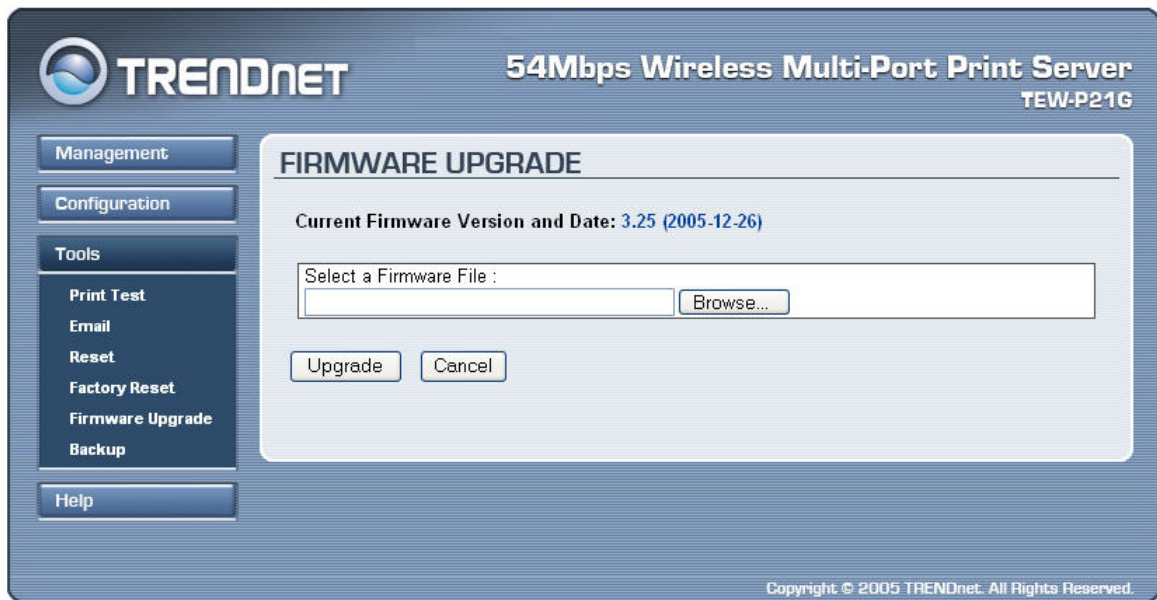 TRENDnet
54Mbps Wireless Multi-Port Print Server
TEW-P21G
Management
Configuration
Tools
Print Test
Email
Reset
Factory Reset
Firmware Upgrade
Backup
Help
FIRMWARE UPGRADE
Current Firmware Version and Date: 3.25 (2005-12-26)
Select a Firmware File :
Browse...
Upgrade Cancel
Copyright © 2005 TRENDnet. All Rights Reserved.